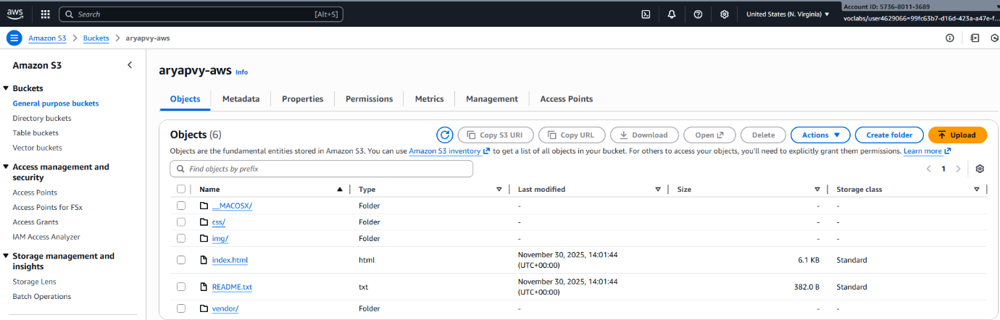 aws
Search [Alt+S]
United States (N. Virginia)
Account ID: 5736-8011-3689
voclabs/user4629066=99fc63b7-d16d-423a-a47e-f...
Amazon S3 > Buckets > aryapvy-aws
Amazon S3
Buckets
General purpose buckets
Directory buckets
Table buckets
Vector buckets
Access management and
security
Access Points
Access Points for FSx
Access Grants
IAM Access Analyzer
Storage management and
insights
Storage Lens
Batch Operations
aryapvy-aws Info
Objects Metadata Properties Permissions Metrics Management Access Points
Objects (6)
Copy S3 URI Copy URL Download Open Delete Actions Create folder Upload
Objects are the fundamental entities stored in Amazon S3. You can use Amazon S3 inventory to get a list of all objects in your bucket. For others to access your objects, you'll need to explicitly grant them permissions. Learn more
Find objects by prefix
1
Name Type Last modified Size Storage class
__MACOSX/ Folder - - -
css/ Folder - - -
img/ Folder - - -
index.html html November 30, 2025, 14:01:44 (UTC+00:00) 6.1 KB Standard
README.txt txt November 30, 2025, 14:01:44 (UTC+00:00) 382.0 B Standard
vendor/ Folder - - -